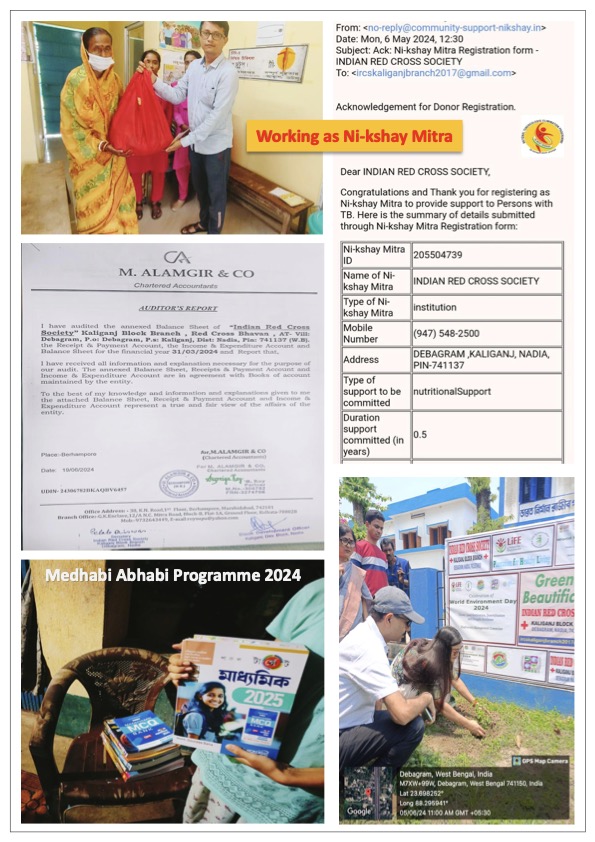 From: <no-reply@community-support-nikshay.in>
Date: Mon, 6 May 2024, 12:30
Subject: Ack: Ni-kshay Mitra Registration form -
INDIAN RED CROSS SOCIETY
To: <ircskaliganjbranch2017@gmail.com>
Acknowledgement for Donor Registration.
Working as Ni-kshay Mitra
Dear INDIAN RED CROSS SOCIETY,
Congratulations and Thank you for registering as
Ni-kshay Mitra to provide support to Persons with
TB. Here is the summary of details submitted
through Ni-kshay Mitra Registration form:
Ni-kshay Mitra
ID
205504739
Name of Ni-
kshay Mitra
INDIAN RED CROSS SOCIETY
Type of Ni-
kshay Mitra
institution
Mobile
Number
(947) 548-2500
Address
DEBAGRAM ,KALIGANJ, NADIA,
PIN-741137
Type of
support to be
committed
nutritionalSupport
Duration
support
committed (in
years)
0.5
CA
M. ALAMGIR & CO
Chartered Accountants
AUDITOR'S REPORT
I have audited the annexed Balance Sheet of "Indian Red Cross
Society" Kaliganj Block Branch , Red Cross Bhavan , AT- Vill:
Debagram, P.o: Debagram, P.s: Kaliganj, Dist: Nadia, Pin: 741137 (W.B),
the Receipt & Payment Account, the Income & Expenditure Account and
Balance Sheet for the financial year 31/03/2024 and Report that,
I have received all information and explanation necessary for the purpose of
our audit. The annexed Balance Sheet, Receipts & Payment Account and
Income & Expenditure Account are in agreement with Books of account
maintained by the entity.
To the best of my knowledge and information and explanations given to me
the attached Balance Sheet, Receipt & Payment Account and Income &
Expenditure Account represent a true and fair view of the affairs of the
entity.
Place:-Berhampore
Date: 19/06/2024
for M.ALAMGIR & CO
(Chartered Accountants)
For M. ALAMGIR & CO.
Medhabi Abhabi Programme 2024
মাধ্যমিক
2025
MCQ
MCQ
INDIAN RED CROSS SOCIETY
KALIGANJ BLOCK BRANCH
LiFE
World Environment Day
2024
Green
Beautific
INDIAN RED CROS
KALIGANJ BLOCK
GPS Map Camera
Debagram, West Bengal, India
M7XW+99W, Debagram, West Bengal 741150, India
Lat 23.698252°
Long 88.295941°
05/06/24 11:00 AM GMT +05:30
Google